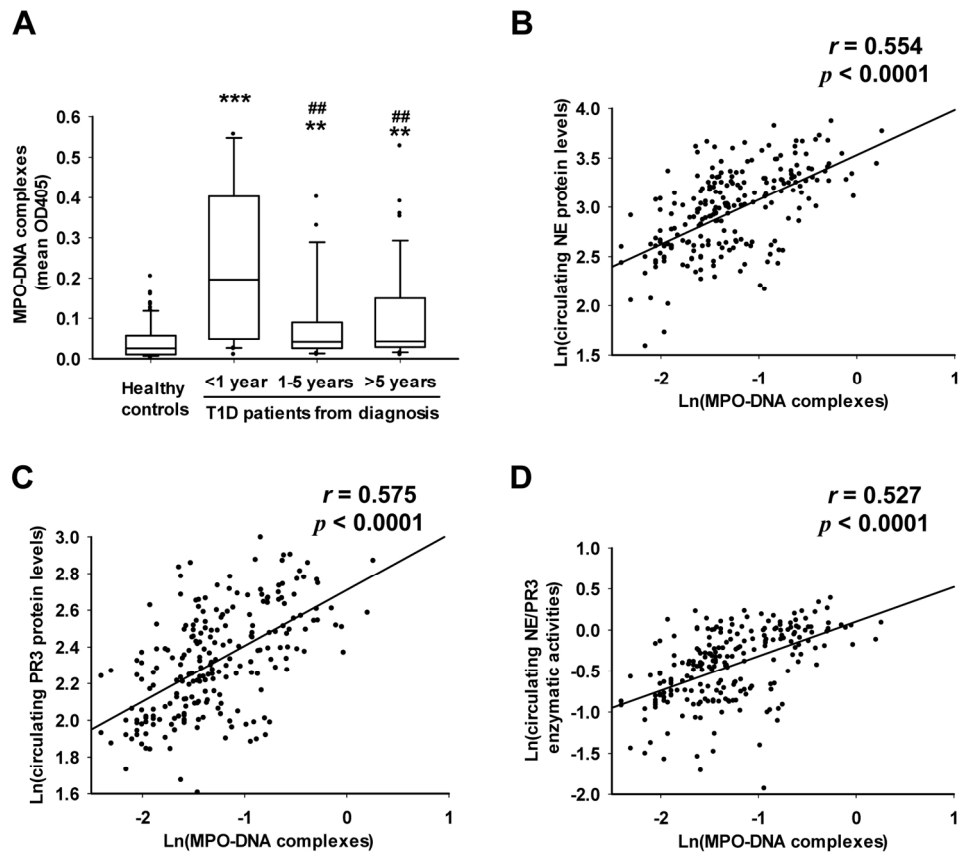 A
MPO-DNA complexes
(mean OD405)
0.6
0.5
0.4
0.3
0.2
0.1
0.0
***
##
**
##
**
Healthy
controls
<1 year 1-5 years >5 years
T1D patients from diagnosis
B
r = 0.554
p < 0.0001
Ln(circulating NE protein levels)
4.0
3.5
3.0
2.5
2.0
1.5
-2 -1 0 1
Ln(MPO-DNA complexes)
C
r = 0.575
p < 0.0001
Ln(circulating PR3 protein levels)
3.0
2.8
2.6
2.4
2.2
2.0
1.8
1.6
-2 -1 0 1
Ln(MPO-DNA complexes)
D
r = 0.527
p < 0.0001
Ln(circulating NE/PR3
enzymatic activities)
1.0
0.5
0.0
-0.5
-1.0
-1.5
-2.0
-2 -1 0 1
Ln(MPO-DNA complexes)